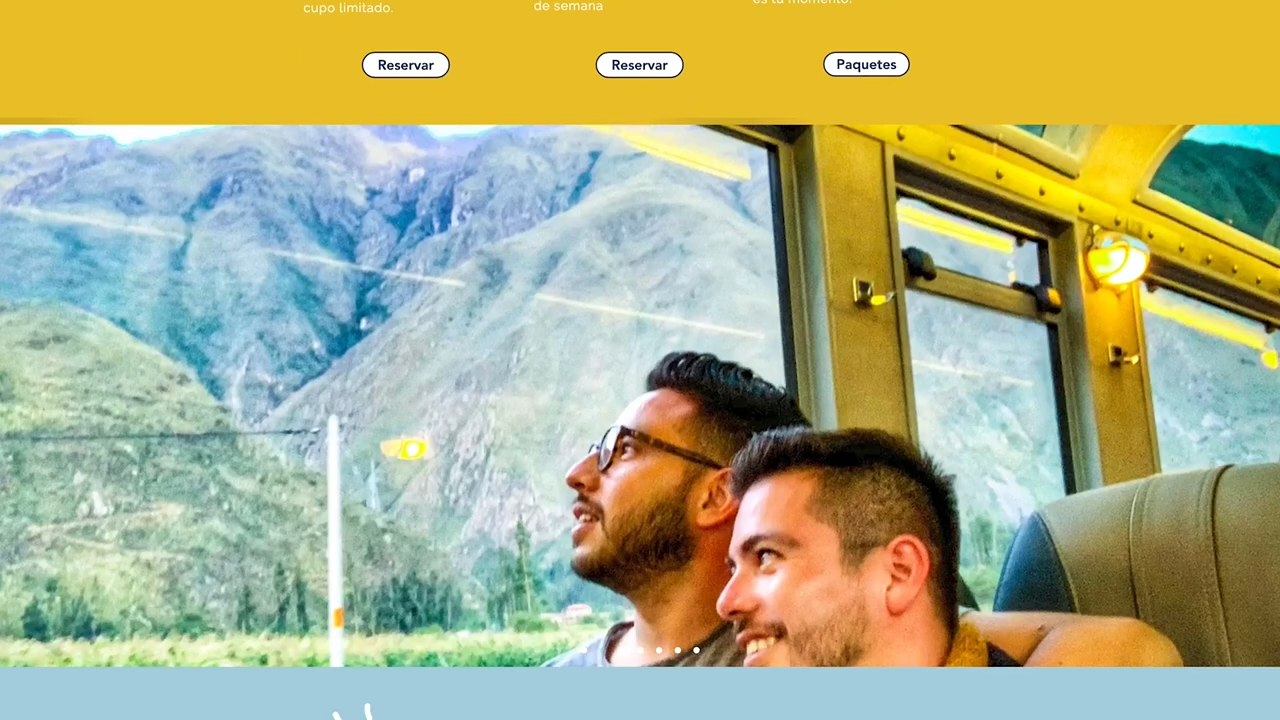 cupo limitado.
de semana
es tu momento!
Reservar
Reservar
Paquetes